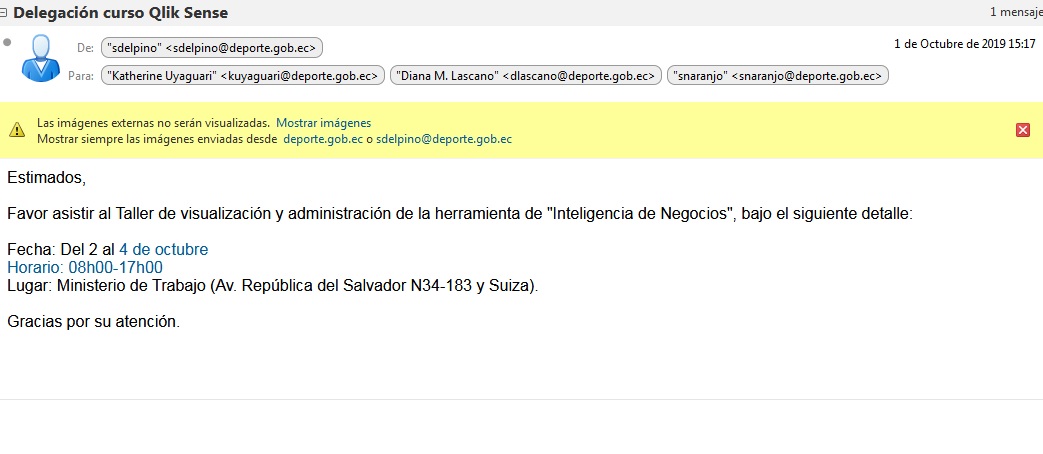 Delegación curso Qlik Sense
1 mensaje
De: "sdelpino" <sdelpino@deporte.gob.ec>
1 de Octubre de 2019 15:17
Para: "Katherine Uyaguari" <kuyaguari@deporte.gob.ec> "Diana M. Lascano" <dlascano@deporte.gob.ec> "snaranjo" <snaranjo@deporte.gob.ec>
Las imágenes externas no serán visualizadas. Mostrar imágenes
Mostrar siempre las imágenes enviadas desde deporte.gob.ec o sdelpino@deporte.gob.ec
Estimados,
Favor asistir al Taller de visualización y administración de la herramienta de "Inteligencia de Negocios", bajo el siguiente detalle:
Fecha: Del 2 al 4 de octubre
Horario: 08h00-17h00
Lugar: Ministerio de Trabajo (Av. República del Salvador N34-183 y Suiza).
Gracias por su atención.